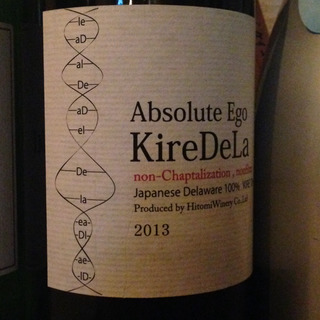 le
aD
al
De
aD
el
De
la
ea-
-Dl-
ae-
-lD-
Absolute Ego
KireDeLa
non-Chaptalization,
Japanese Delaware 100%
Produced by HitomiWinery Co.,Ltd
2013